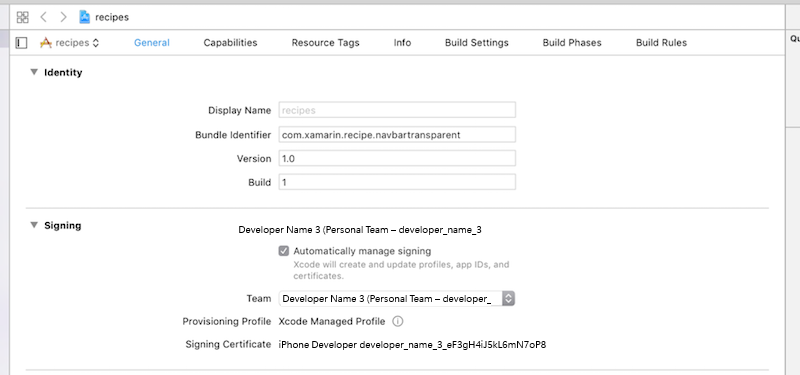 recipes
recipes General Capabilities Resource Tags Info Build Settings Build Phases Build Rules
Qu
Identity
Display Name recipes
Bundle Identifier com.xamarin.recipe.navbartransparent
Version 1.0
Build 1
Signing
Developer Name 3 (Personal Team – developer_name_3
Automatically manage signing
Xcode will create and update profiles, app IDs, and
certificates.
Team Developer Name 3 (Personal Team – developer_
Provisioning Profile Xcode Managed Profile
Signing Certificate iPhone Developer developer_name_3_eF3gH4iJ5kL6mN7oP8